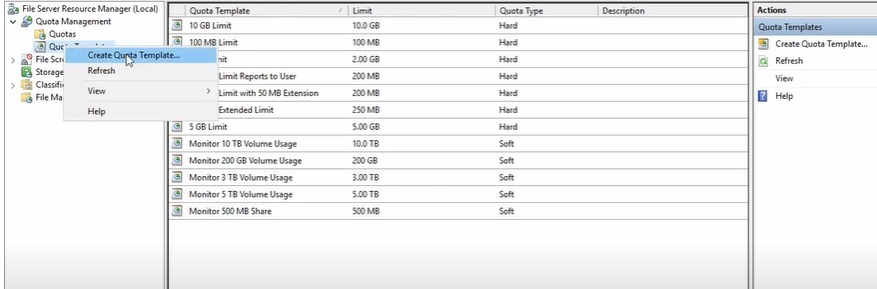 File Server Resource Manager (Local)
Quota Management
Quotas
Quota Templat
File Scre
Storage
Classific
File Ma
Create Quota Template...
Refresh
View
Help
Quota Template Limit Quota Type Description
10 GB Limit 10.0 GB Hard
100 MB Limit 100 MB Hard
nit 2.00 GB Hard
Limit Reports to User 200 MB Hard
Limit with 50 MB Extension 200 MB Hard
Extended Limit 250 MB Hard
5 GB Limit 5.00 GB Hard
Monitor 10 TB Volume Usage 10.0 TB Soft
Monitor 200 GB Volume Usage 200 GB Soft
Monitor 3 TB Volume Usage 3.00 TB Soft
Monitor 5 TB Volume Usage 5.00 TB Soft
Monitor 500 MB Share 500 MB Soft
Actions
Quota Templates
Create Quota Template...
Refresh
View
Help